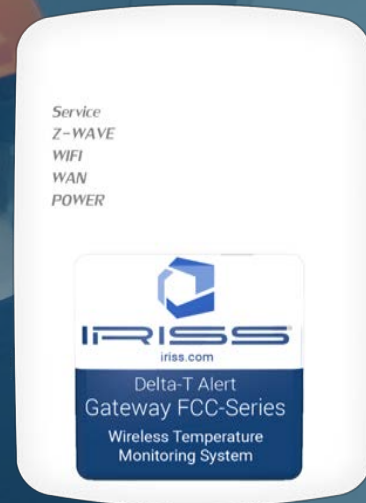 Service
Z-WAVE
WIFI
WAN
POWER
IRISS®
iriss.com
Delta-T Alert
Gateway FCC-Series
Wireless Temperature
Monitoring System